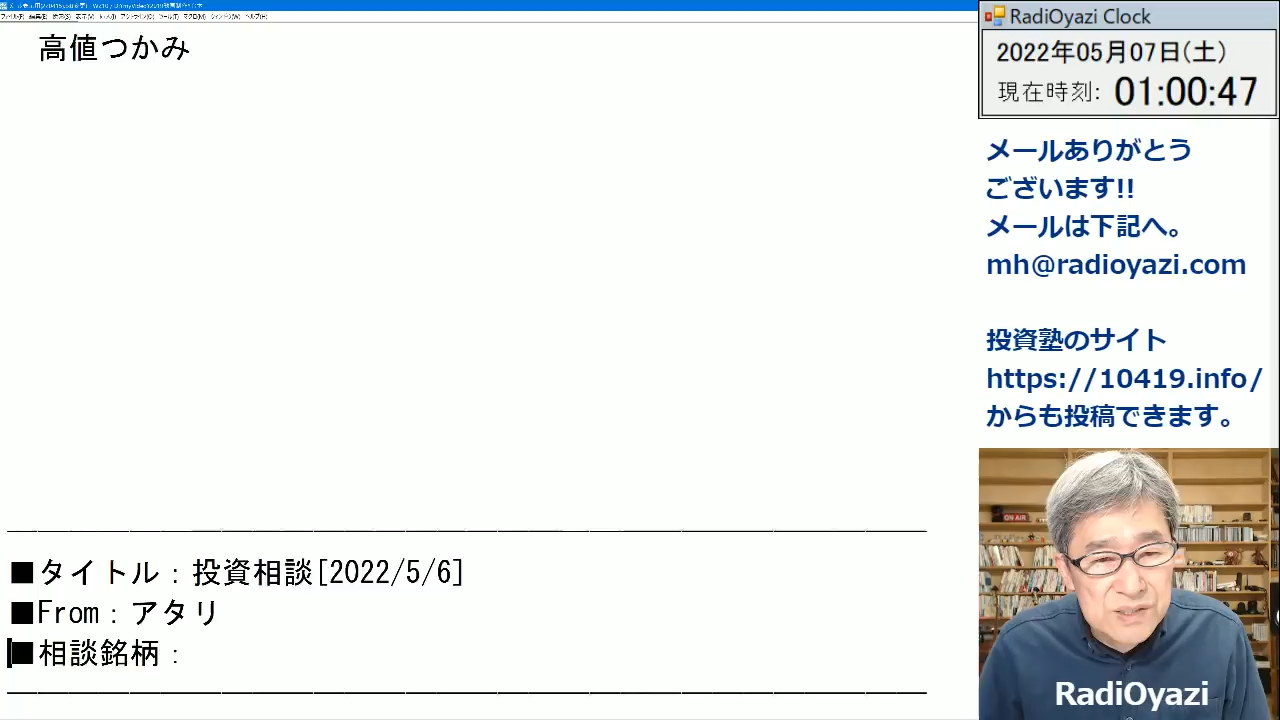 高値つかみ
■タイトル：投資相談[2022/5/6]
■From：アタリ
■相談銘柄：
RadiOyazi Clock
2022年05月07日(土)
現在時刻: 01:00:47
メールありがとう
ございます!!
メールは下記へ。
mh@radioyazi.com
投資塾のサイト
https://10419.info/
からも投稿できます。
ON AIR
RadiOyazi